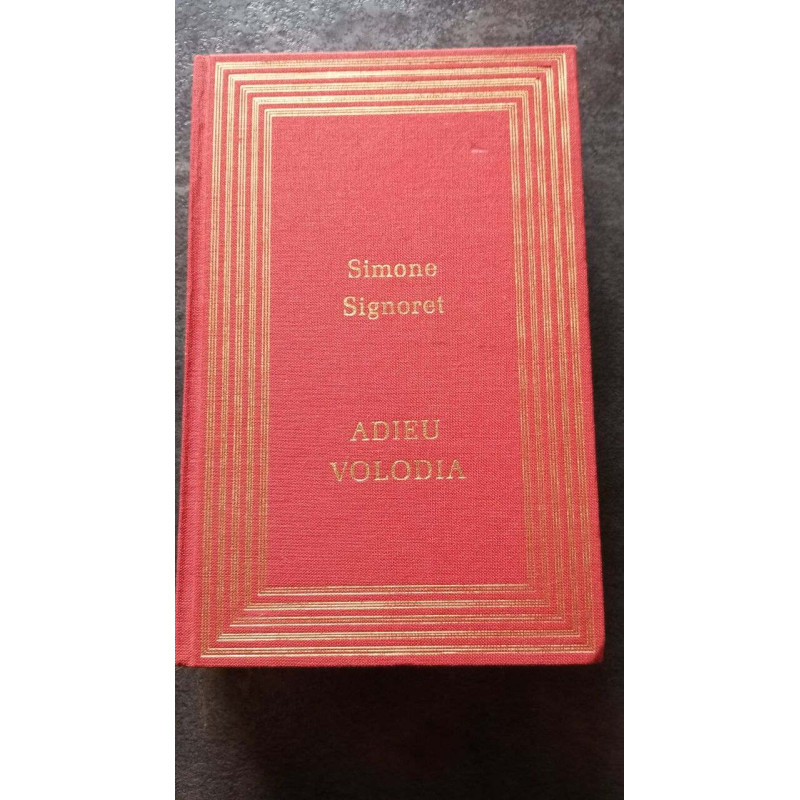 Simone
Signoret
ADIEU
VOLODIA